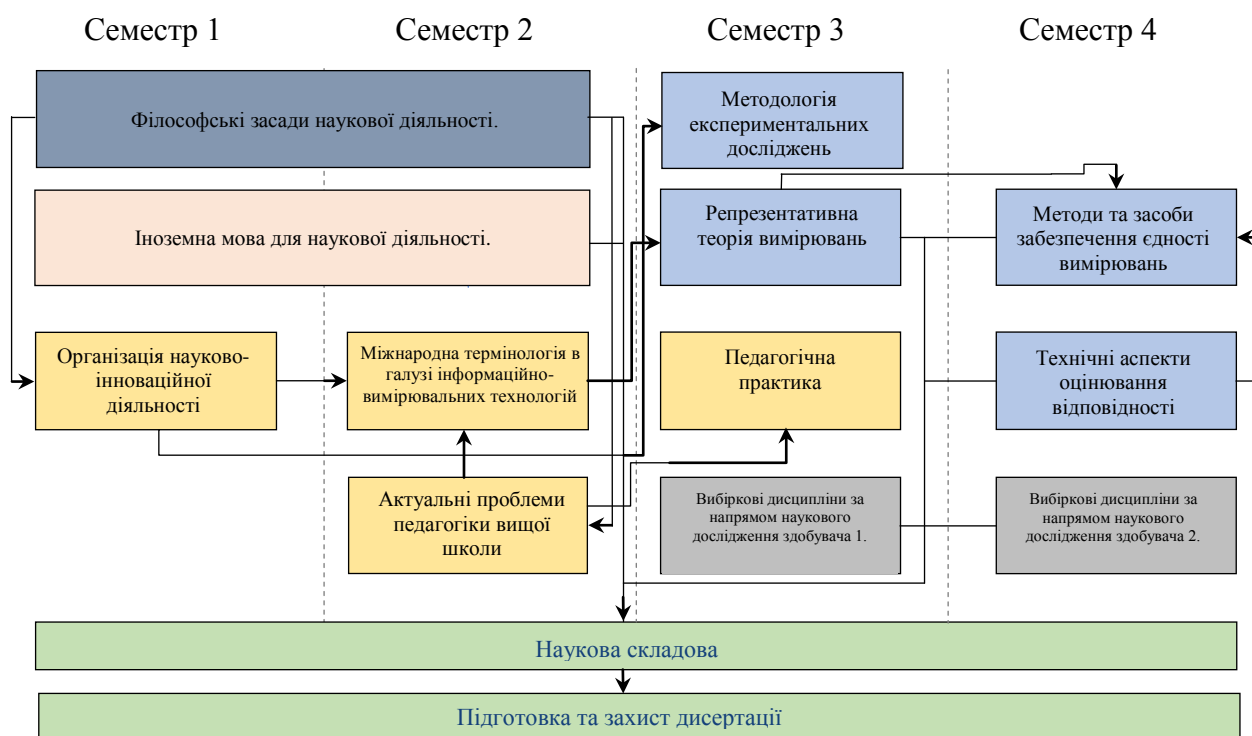 Семестр 1
Семестр 2
Семестр 3
Семестр 4
Філософські засади наукової діяльності.
Методологія
експериментальних
досліджень
Іноземна мова для наукової діяльності.
Репрезентативна
теорія вимірювань
Методи та засоби
забезпечення єдності
вимірювань
Організація науково-
інноваційної
діяльності
Міжнародна термінологія в
галузі інформаційно-
вимірювальних технологій
Педагогічна
практика
Технічні аспекти
оцінювання
відповідності
Актуальні проблеми
педагогіки вищої
школи
Вибіркові дисципліни за
напрямом наукового
дослідження здобувача 1.
Вибіркові дисципліни за
напрямом наукового
дослідження здобувача 2.
Наукова складова
Підготовка та захист дисертації